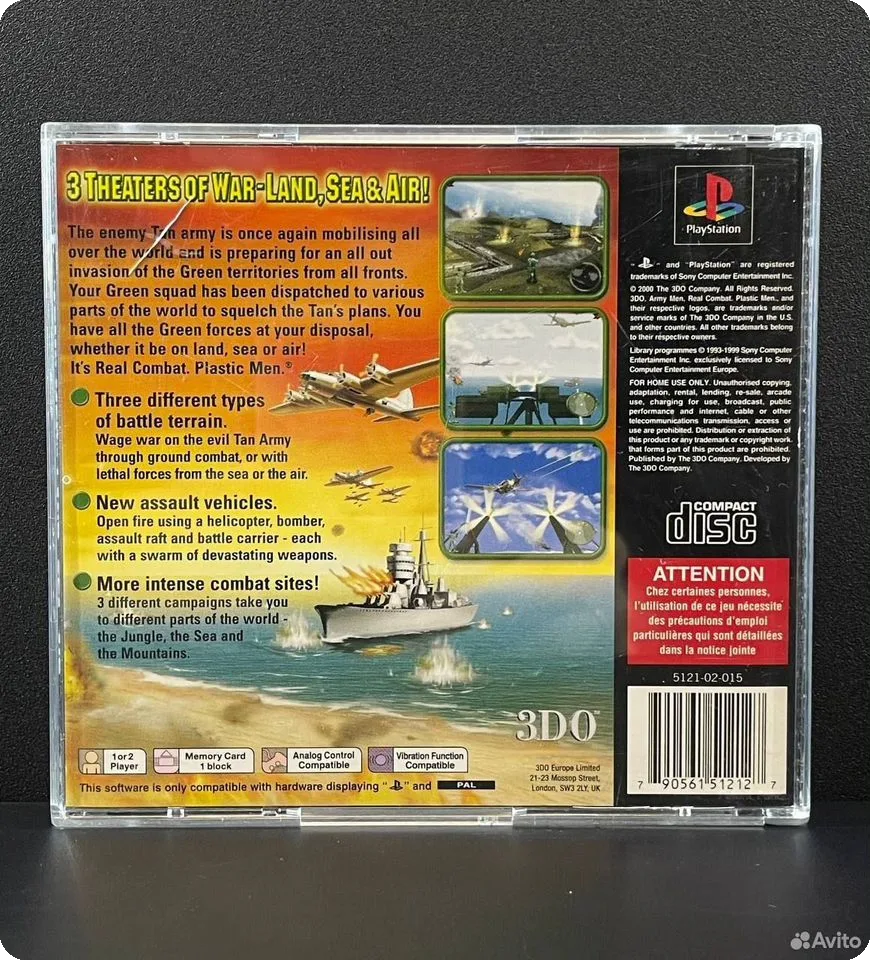 3 THEATERS OF WAR-LAND, SEA & AIR!
The enemy Tan army is once again mobilising all
over the world and is preparing for an all out
invasion of the Green territories from all fronts.
Your Green squad has been dispatched to various
parts of the world to squelch the Tan's plans. You
have all the Green forces at your disposal,
whether it be on land, sea or air!
It's Real Combat. Plastic Men.®
Three different types
of battle terrain.
Wage war on the evil Tan Army
through ground combat, or with
lethal forces from the sea or the air.
New assault vehicles.
Open fire using a helicopter, bomber,
assault raft and battle carrier - each
with a swarm of devastating weapons.
More intense combat sites!
3 different campaigns take you
to different parts of the world -
the Jungle, the Sea and
the Mountains.
1 or 2
Player
Memory Card
1 block
Analog Control
Compatible
Vibration Function
Compatible
This software is only compatible with hardware displaying " " and PAL
3DO™
3DO Europe Limited
21-23 Mossop Street,
London, SW3 2LY, UK
PlayStation
™ " " and "PlayStation" are registered
trademarks of Sony Computer Entertainment Inc.
© 2000 The 3DO Company. All Rights Reserved.
3DO, Army Men, Real Combat. Plastic Men., and
their respective logos, are trademarks and/or
service marks of The 3DO Company in the U.S.
and other countries. All other trademarks belong
to their respective owners.
Library programmes © 1993-1999 Sony Computer
Entertainment Inc. exclusively licensed to Sony
Computer Entertainment Europe.
FOR HOME USE ONLY. Unauthorised copying,
adaptation, rental, lending, re-sale, arcade
use, charging for use, broadcast, public
performance and internet, cable or other
telecommunications transmission, access or
use are prohibited. Distribution or extraction of
this product or any trademark or copyright work
that forms part of this product are prohibited.
Published by The 3DO Company. Developed by
The 3DO Company.
COMPACT
disc
ATTENTION
Chez certaines personnes,
l'utilisation de ce jeu nécessite
des précautions d'emploi
particulières qui sont détaillées
dans la notice jointe
5121-02-015
7 90561 51212 7
Avito